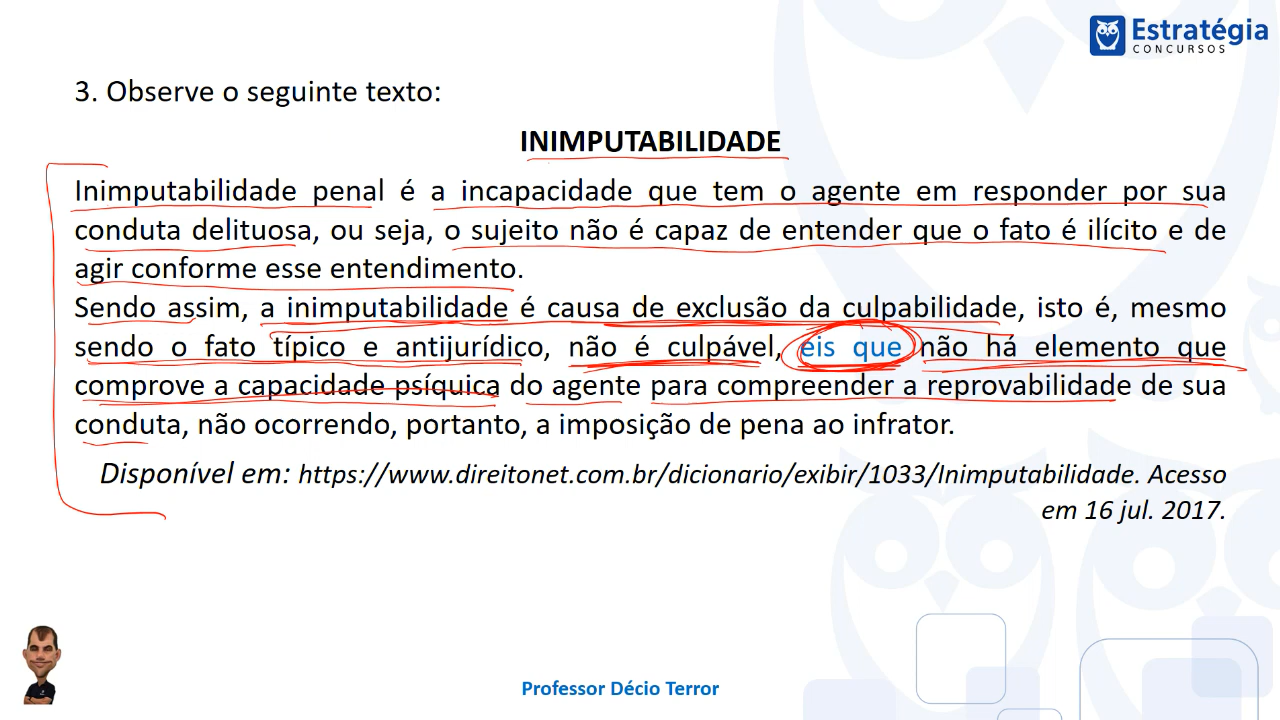 Estratégia
CONCURSOS
3. Observe o seguinte texto:
INIMPUTABILIDADE
Inimputabilidade penal é a incapacidade que tem o agente em responder por sua
conduta delituosa, ou seja, o sujeito não é capaz de entender que o fato é ilícito e de
agir conforme esse entendimento.
Sendo assim, a inimputabilidade é causa de exclusão da culpabilidade, isto é, mesmo
sendo o fato típico e antijurídico, não é culpável, eis que não há elemento que
comprove a capacidade psíquica do agente para compreender a reprovabilidade de sua
conduta, não ocorrendo, portanto, a imposição de pena ao infrator.
Disponível em: https://www.direitonet.com.br/dicionario/exibir/1033/Inimputabilidade. Acesso
em 16 jul. 2017.
Professor Décio Terror